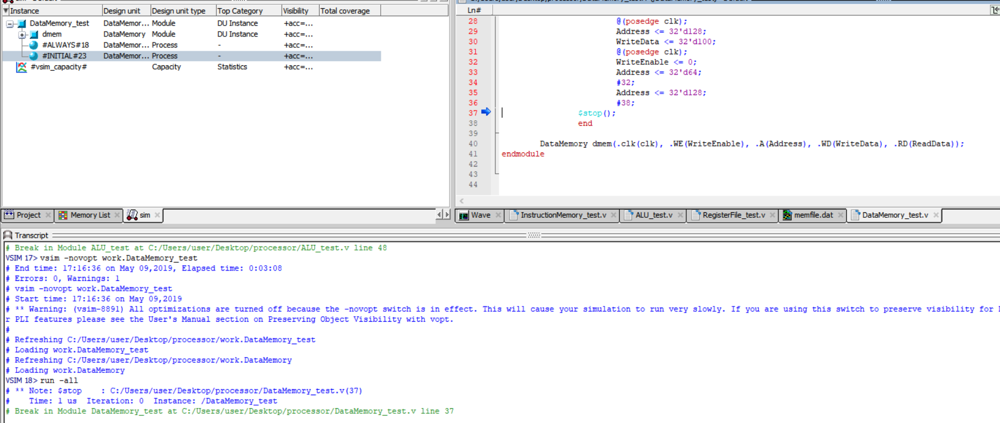 Instance Design unit Design unit type Top Category Visibility Total coverage
DataMemory_test DataMemor... Module DU Instance +acc=...
dmem DataMemory Module DU Instance +acc=...
#ALWAYS#18 DataMemor... Process - +acc=...
#INITIAL#23 DataMemor... Process - +acc=...
#vsim_capacity# Capacity Statistics +acc=...
Project Memory List sim
Ln#
28 @(posedge clk);
29 Address <= 32'd128;
30 WriteData <= 32'd100;
31 @(posedge clk);
32 WriteEnable <= 0;
33 Address <= 32'd64;
34 #32;
35 Address <= 32'd128;
36 #38;
37 $stop();
38 end
39
40 DataMemory dmem(.clk(clk), .WE(WriteEnable), .A(Address), .WD(WriteData), .RD(ReadData));
41 endmodule
42
43
44
Wave InstructionMemory_test.v ALU_test.v RegisterFile_test.v memfile.dat DataMemory_test.v
Transcript
# Break in Module ALU_test at C:/Users/user/Desktop/processor/ALU_test.v line 48
VSIM 17> vsim -novopt work.DataMemory_test
# End time: 17:16:36 on May 09,2019, Elapsed time: 0:03:08
# Errors: 0, Warnings: 1
# vsim -novopt work.DataMemory_test
# Start time: 17:16:36 on May 09,2019
# ** Warning: (vsim-8891) All optimizations are turned off because the -novopt switch is in effect. This will cause your simulation to run very slowly. If you are using this switch to preserve visibility for
r PLI features please see the User's Manual section on Preserving Object Visibility with vopt.
#
# Refreshing C:/Users/user/Desktop/processor/work.DataMemory_test
# Loading work.DataMemory_test
# Refreshing C:/Users/user/Desktop/processor/work.DataMemory
# Loading work.DataMemory
VSIM 18> run -all
# ** Note: $stop : C:/Users/user/Desktop/processor/DataMemory_test.v(37)
# Time: 1 us Iteration: 0 Instance: /DataMemory_test
# Break in Module DataMemory_test at C:/Users/user/Desktop/processor/DataMemory_test.v line 37